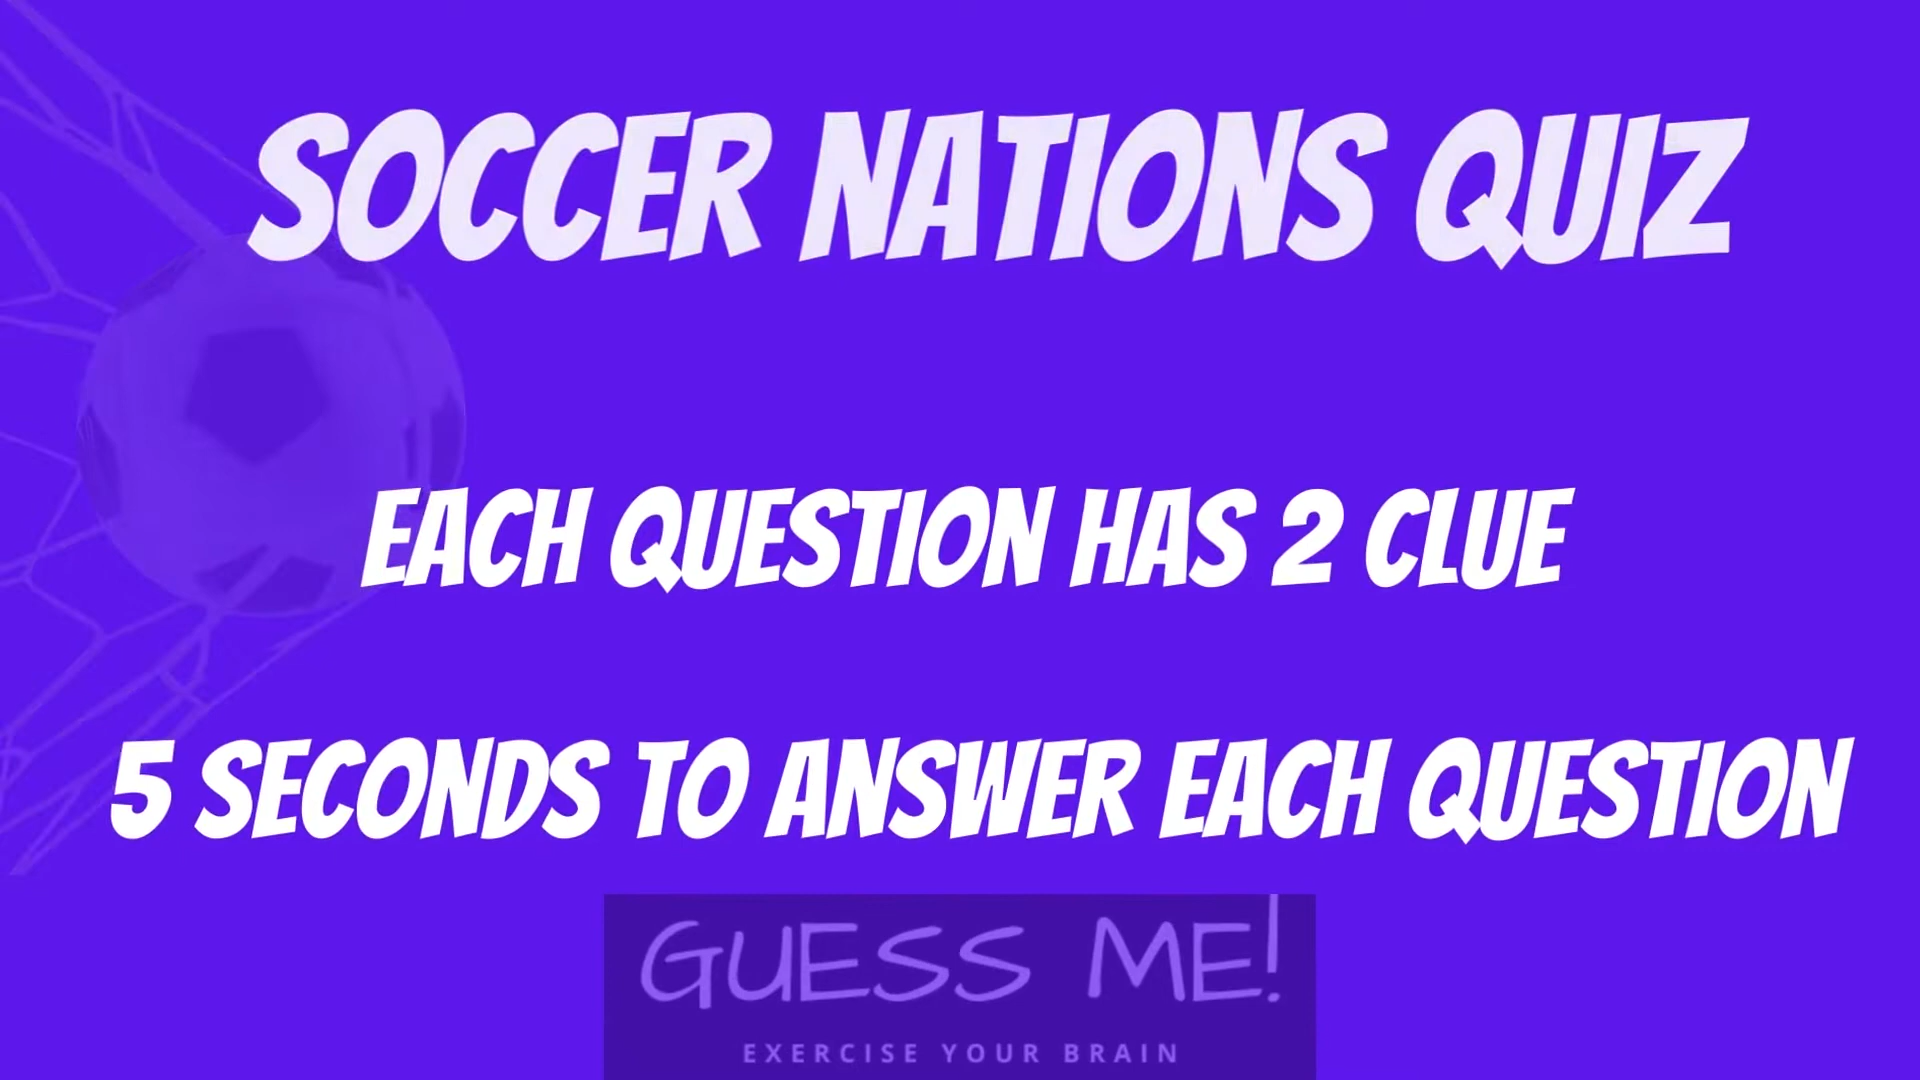 SOCCER NATIONS QUIZ
EACH QUESTION HAS 2 CLUE
5 SECONDS TO ANSWER EACH QUESTION
GUESS ME!
EXERCISE YOUR BRAIN